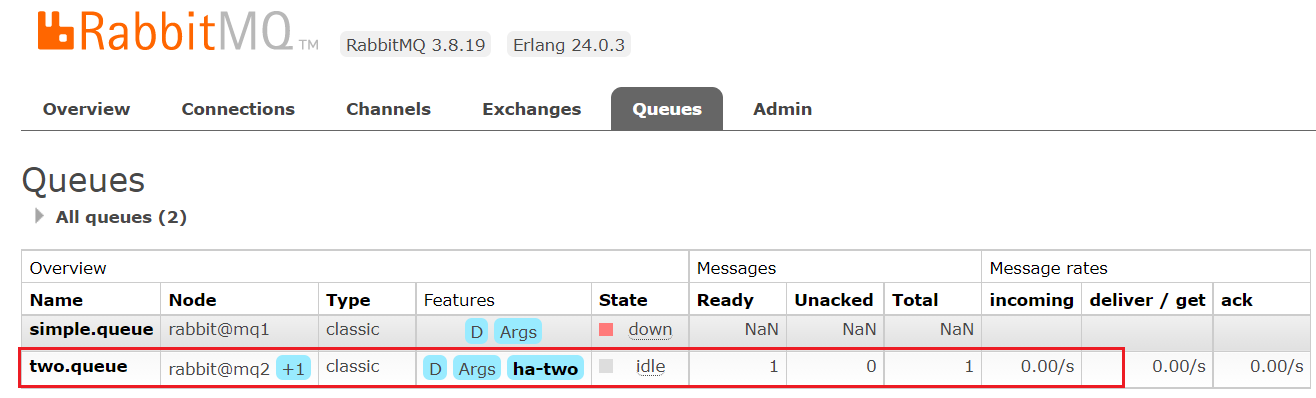 RabbitMQ TM RabbitMQ 3.8.19 Erlang 24.0.3
Overview Connections Channels Exchanges Queues Admin
Queues
All queues (2)
Overview Messages Message rates
Name Node Type Features State Ready Unacked Total incoming deliver / get ack
simple.queue rabbit@mq1 classic D Args down NaN NaN NaN
two.queue rabbit@mq2 +1 classic D Args ha-two idle 1 0 1 0.00/s 0.00/s 0.00/s